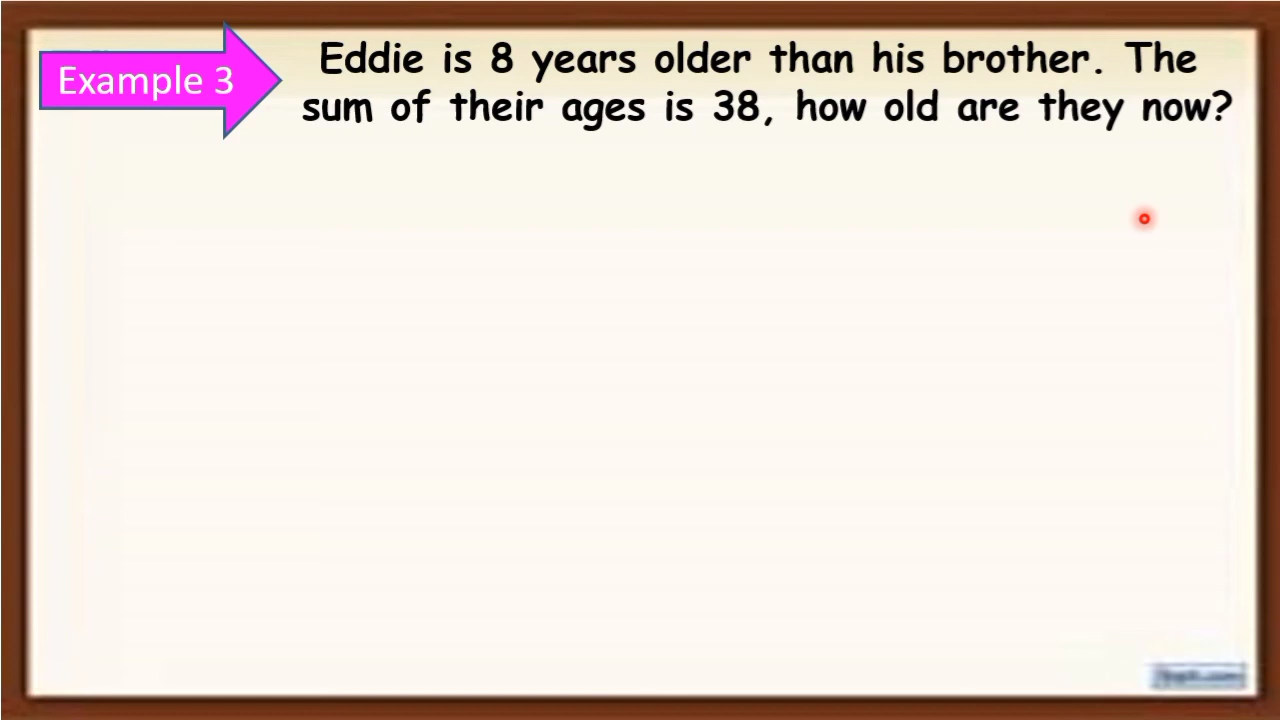 Example 3
Eddie is 8 years older than his brother. The
sum of their ages is 38, how old are they now?